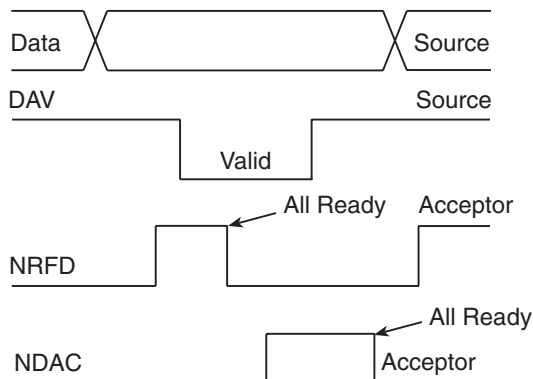 Data Source
DAV Source
Valid
All Ready Acceptor
NRFD
All Ready
NDAC Acceptor